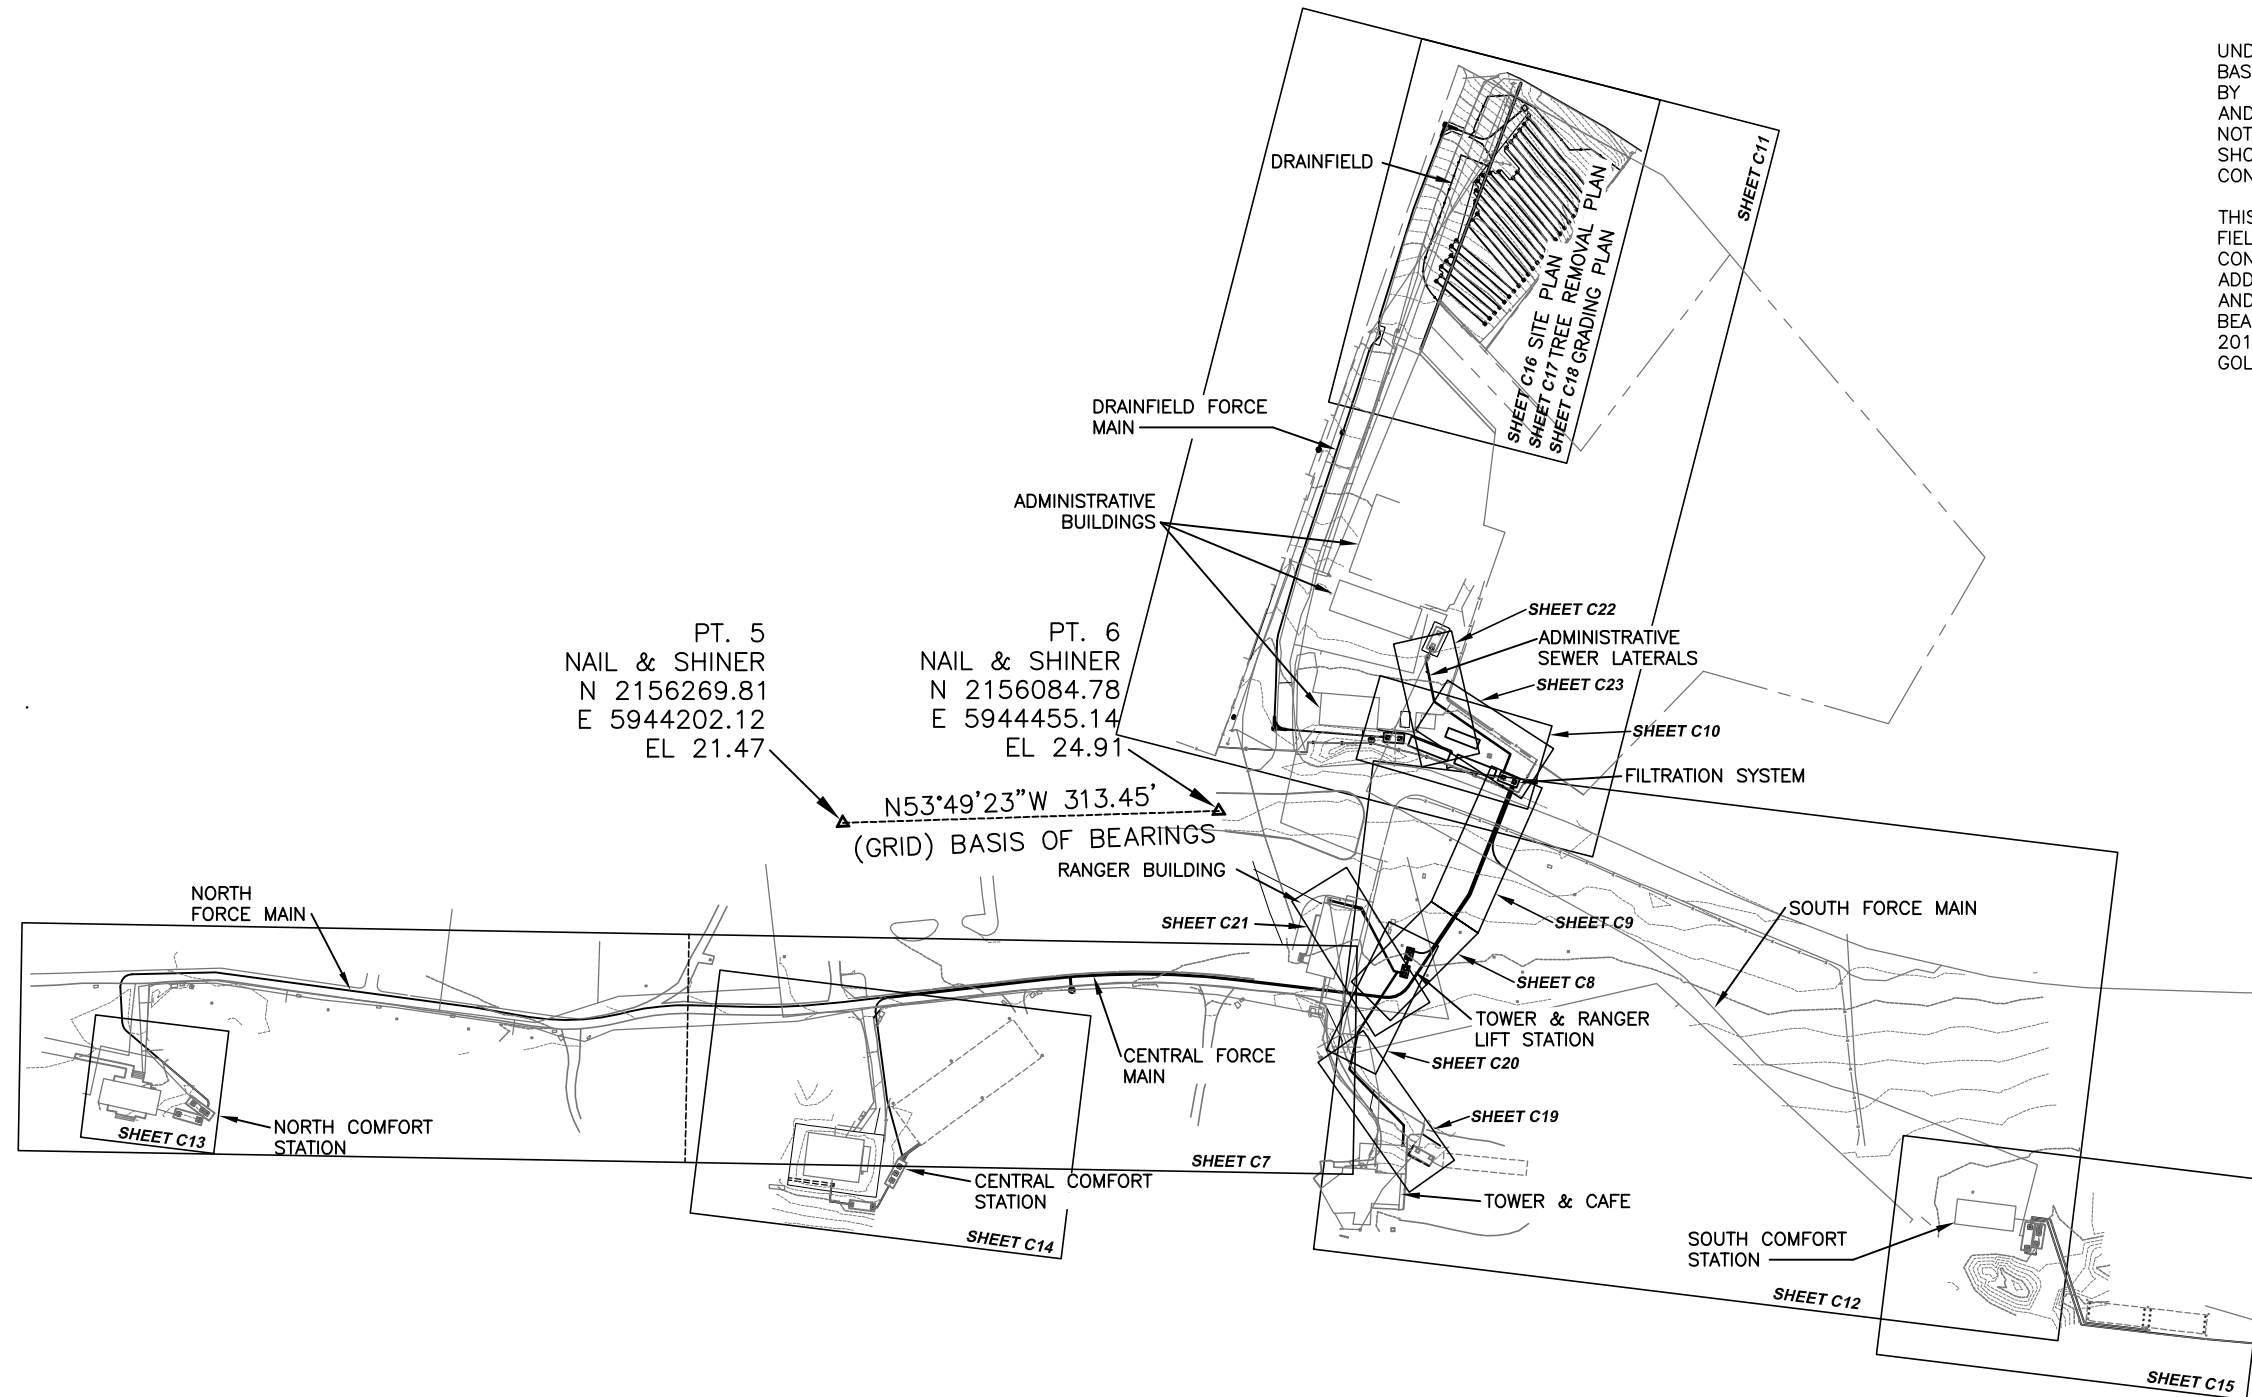 UND
BAS
BY
AND
NOT
SHO
CON
THIS
FIEL
CON
ADD
AND
BEA
201
GOL
SHEET C11
DRAINFIELD
SHEET C16 SITE PLAN
SHEET C17 TREE REMOVAL PLAN
SHEET C18 GRADING PLAN
DRAINFIELD FORCE
MAIN
ADMINISTRATIVE
BUILDINGS
SHEET C22
ADMINISTRATIVE
SEWER LATERALS
SHEET C23
SHEET C10
FILTRATION SYSTEM
PT. 5
NAIL & SHINER
N 2156269.81
E 5944202.12
EL 21.47
PT. 6
NAIL & SHINER
N 2156084.78
E 5944455.14
EL 24.91
N53°49'23"W 313.45'
(GRID) BASIS OF BEARINGS
RANGER BUILDING
NORTH
FORCE MAIN
SHEET C21
SHEET C9
SOUTH FORCE MAIN
SHEET C8
TOWER & RANGER
LIFT STATION
CENTRAL FORCE
MAIN
SHEET C20
SHEET C19
SHEET C13
NORTH COMFORT
STATION
SHEET C7
CENTRAL COMFORT
STATION
TOWER & CAFE
SHEET C14
SOUTH COMFORT
STATION
SHEET C12
SHEET C15